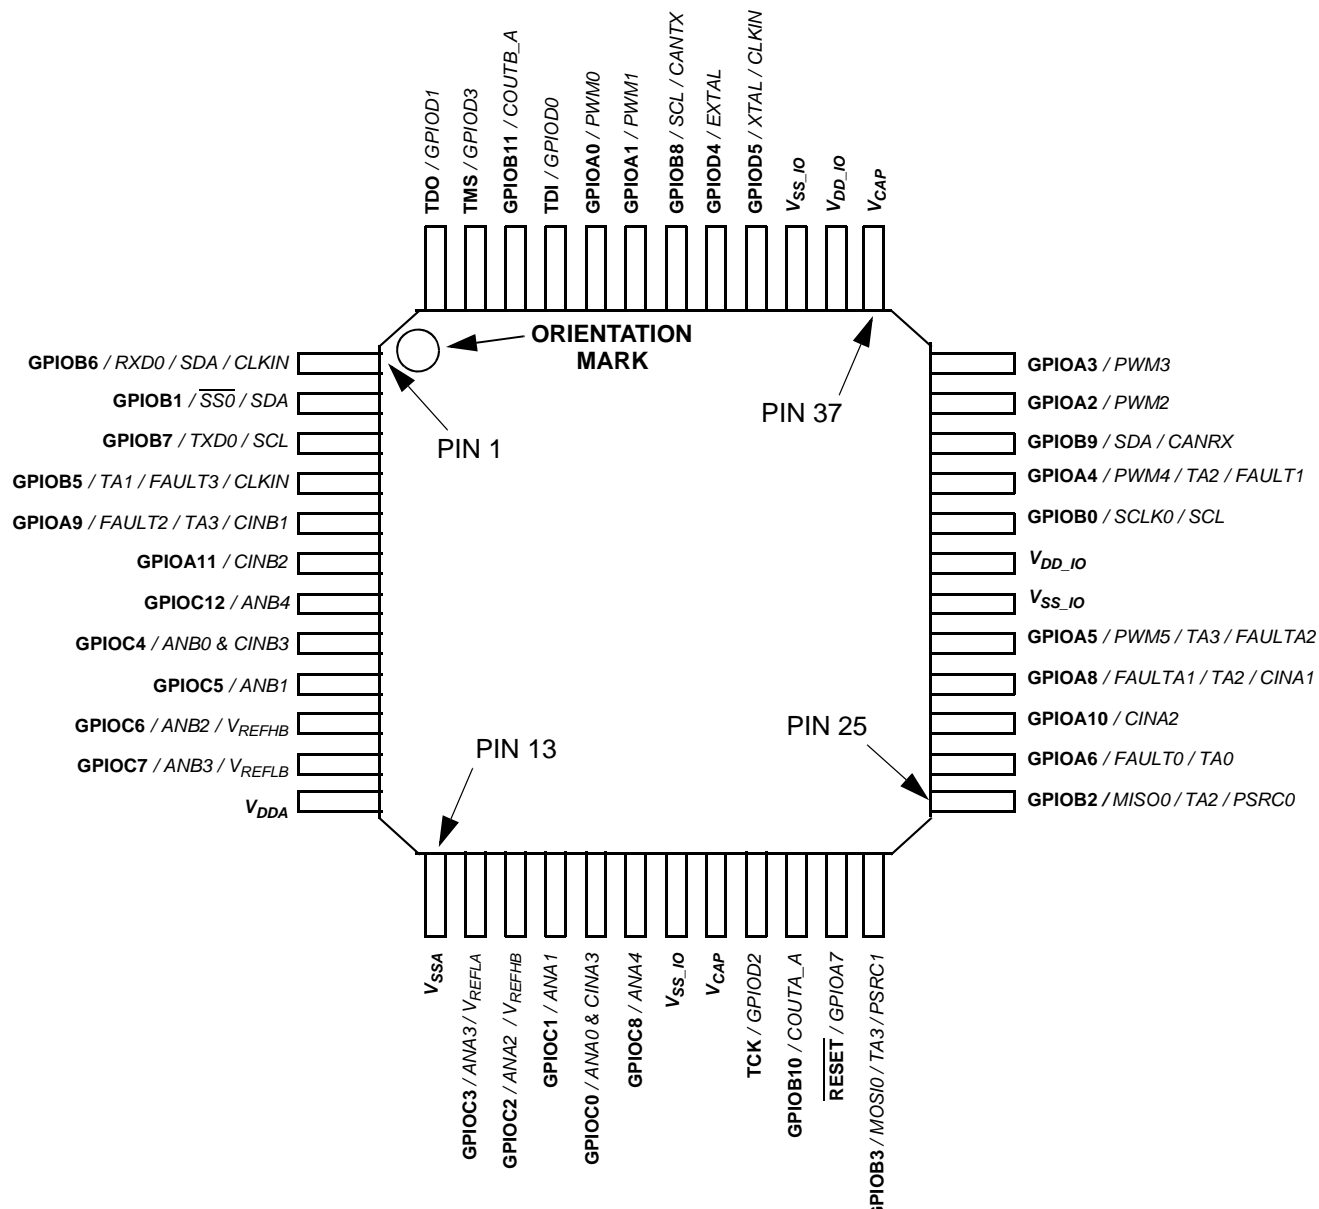 TDO / GPIOD1
TMS / GPIOD3
GPIOB11 / COUTB_A
TDI / GPIOD0
GPIOA0 / PWM0
GPIOA1 / PWM1
GPIOB8 / SCL / CANTX
GPIOD4 / EXTAL
GPIOD5 / XTAL / CLKIN
VSS_IO
VDD_IO
VCAP
ORIENTATION
MARK
PIN 1
PIN 37
GPIOB6 / RXD0 / SDA / CLKIN
GPIOB1 / SS0 / SDA
GPIOB7 / TXD0 / SCL
GPIOB5 / TA1 / FAULT3 / CLKIN
GPIOA9 / FAULT2 / TA3 / CINB1
GPIOA11 / CINB2
GPIOC12 / ANB4
GPIOC4 / ANB0 & CINB3
GPIOC5 / ANB1
GPIOC6 / ANB2 / VREFHB
GPIOC7 / ANB3 / VREFLB
VDDA
GPIOA3 / PWM3
GPIOA2 / PWM2
GPIOB9 / SDA / CANRX
GPIOA4 / PWM4 / TA2 / FAULT1
GPIOB0 / SCLK0 / SCL
VDD_IO
VSS_IO
GPIOA5 / PWM5 / TA3 / FAULTA2
GPIOA8 / FAULTA1 / TA2 / CINA1
GPIOA10 / CINA2
GPIOA6 / FAULT0 / TA0
GPIOB2 / MISO0 / TA2 / PSRC0
PIN 13
PIN 25
VSSA
GPIOC3 / ANA3 / VREFLA
GPIOC2 / ANA2 / VREFHB
GPIOC1 / ANA1
GPIOC0 / ANA0 & CINA3
GPIOC8 / ANA4
VSS_IO
VCAP
TCK / GPIOD2
GPIOB10 / COUTA_A
RESET / GPIOA7
GPIOB3 / MOSI0 / TA3 / PSRC1